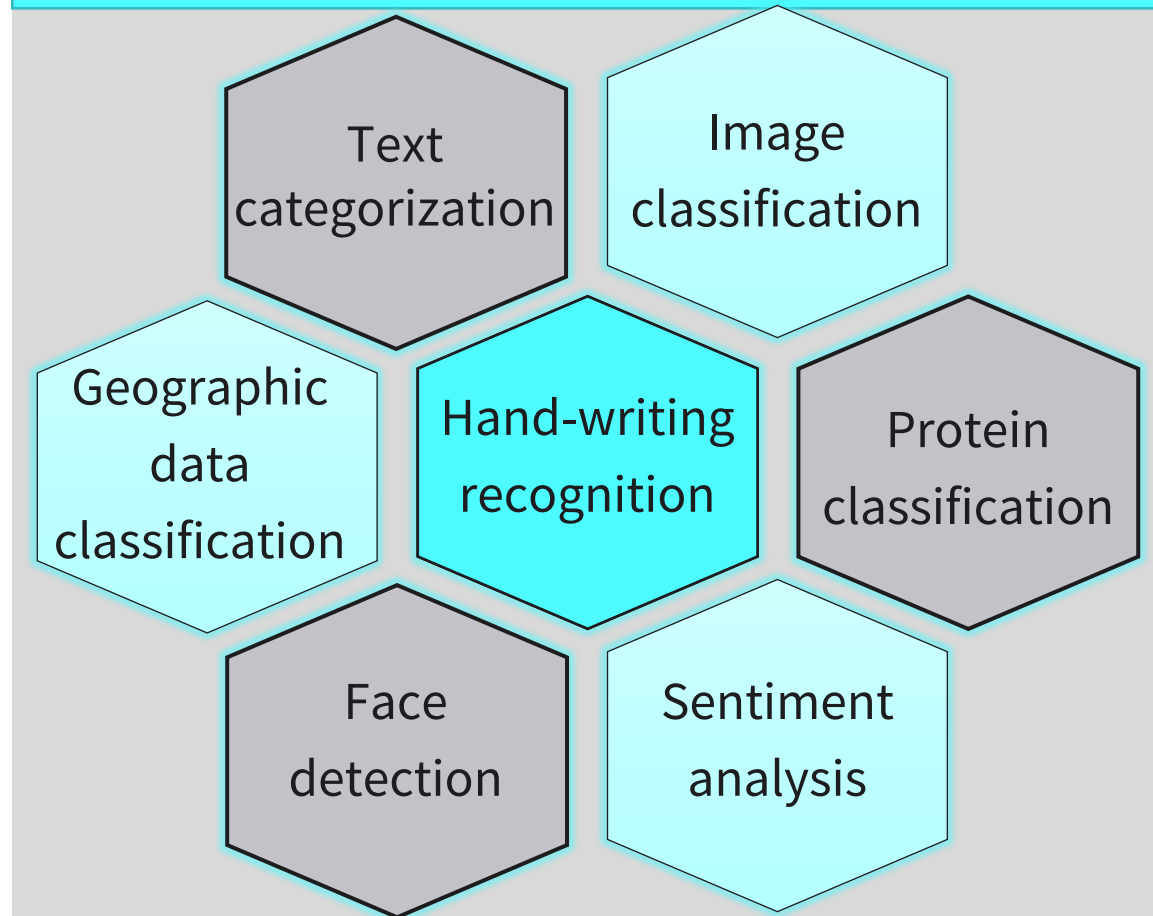 Text
categorization
Image
classification
Geographic
data
classification
Hand-writing
recognition
Protein
classification
Face
detection
Sentiment
analysis